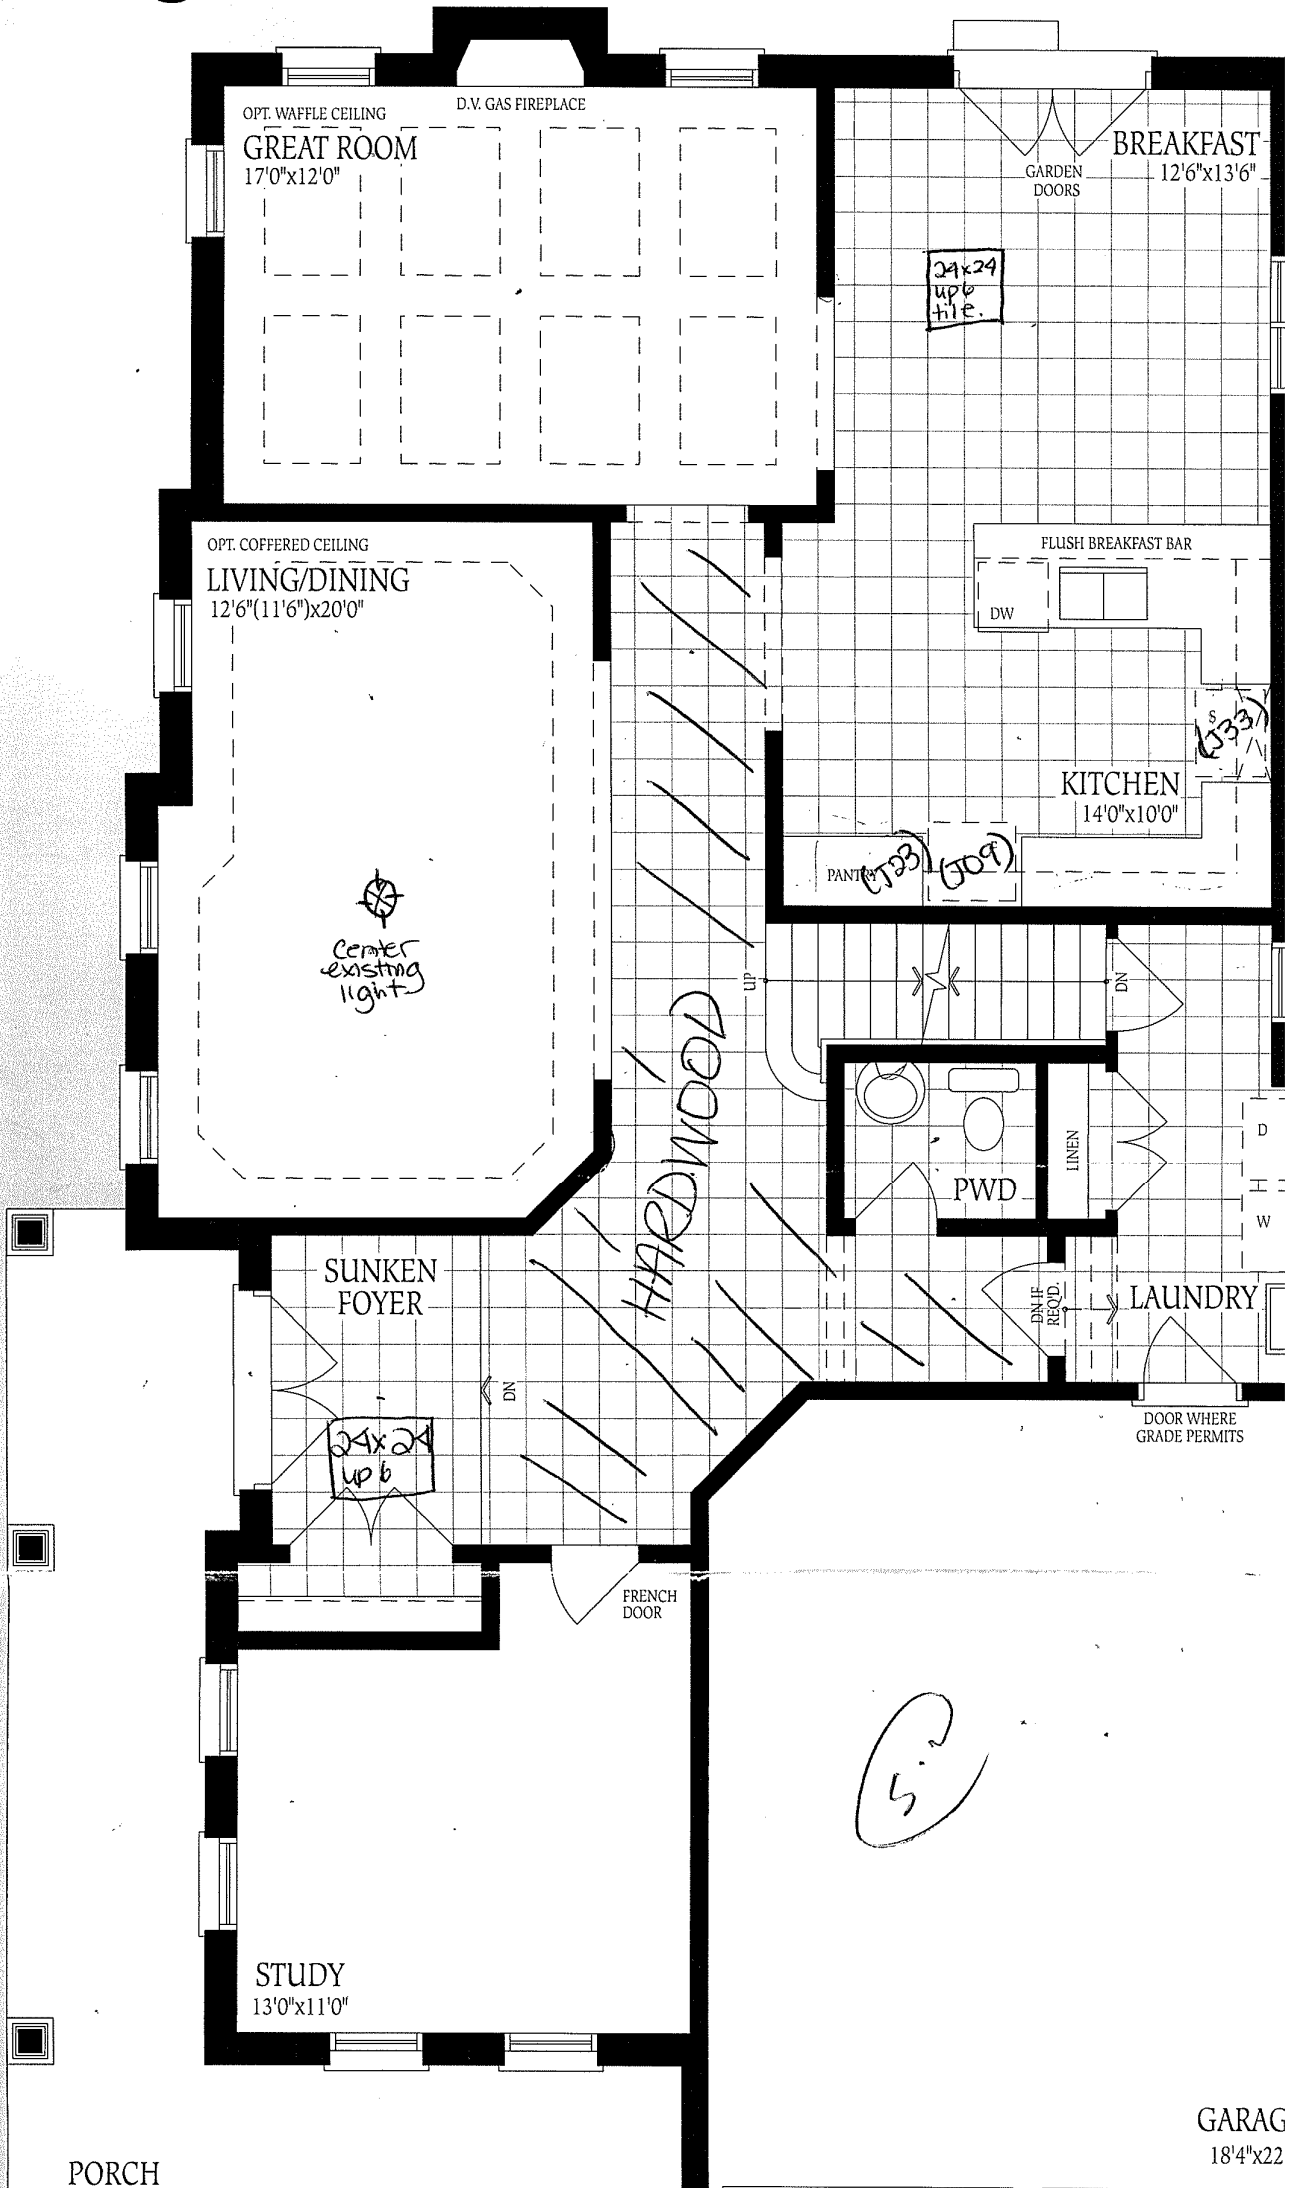 OPT. WAFFLE CEILING
GREAT ROOM
17'0"x12'0"
D.V. GAS FIREPLACE
BREAKFAST
12'6"x13'6"
GARDEN
DOORS
24x24
up6
tile.
OPT. COFFERED CEILING
LIVING/DINING
12'6"(11'6")x20'0"
FLUSH BREAKFAST BAR
DW
S
(J33)
KITCHEN
14'0"x10'0"
PANTRY
(J23)
(J09)
center
existing
light
UP
DN
HARDWOOD
LINEN
D
W
PWD
SUNKEN
FOYER
DN
DN IF
REQ'D.
LAUNDRY
24x24
up 6
DOOR WHERE
GRADE PERMITS
FRENCH
DOOR
STUDY
13'0"x11'0"
GARAG
18'4"x22
PORCH